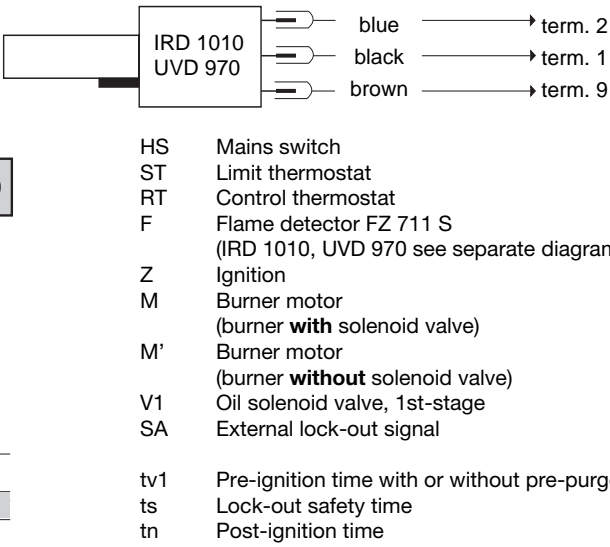 IRD 1010
UVD 970
blue term. 2
black term. 1
brown term. 9
HS Mains switch
ST Limit thermostat
RT Control thermostat
F Flame detector FZ 711 S
(IRD 1010, UVD 970 see separate diagram
Z Ignition
M Burner motor
(burner with solenoid valve)
M' Burner motor
(burner without solenoid valve)
V1 Oil solenoid valve, 1st-stage
SA External lock-out signal
tv1 Pre-ignition time with or without pre-purge
ts Lock-out safety time
tn Post-ignition time